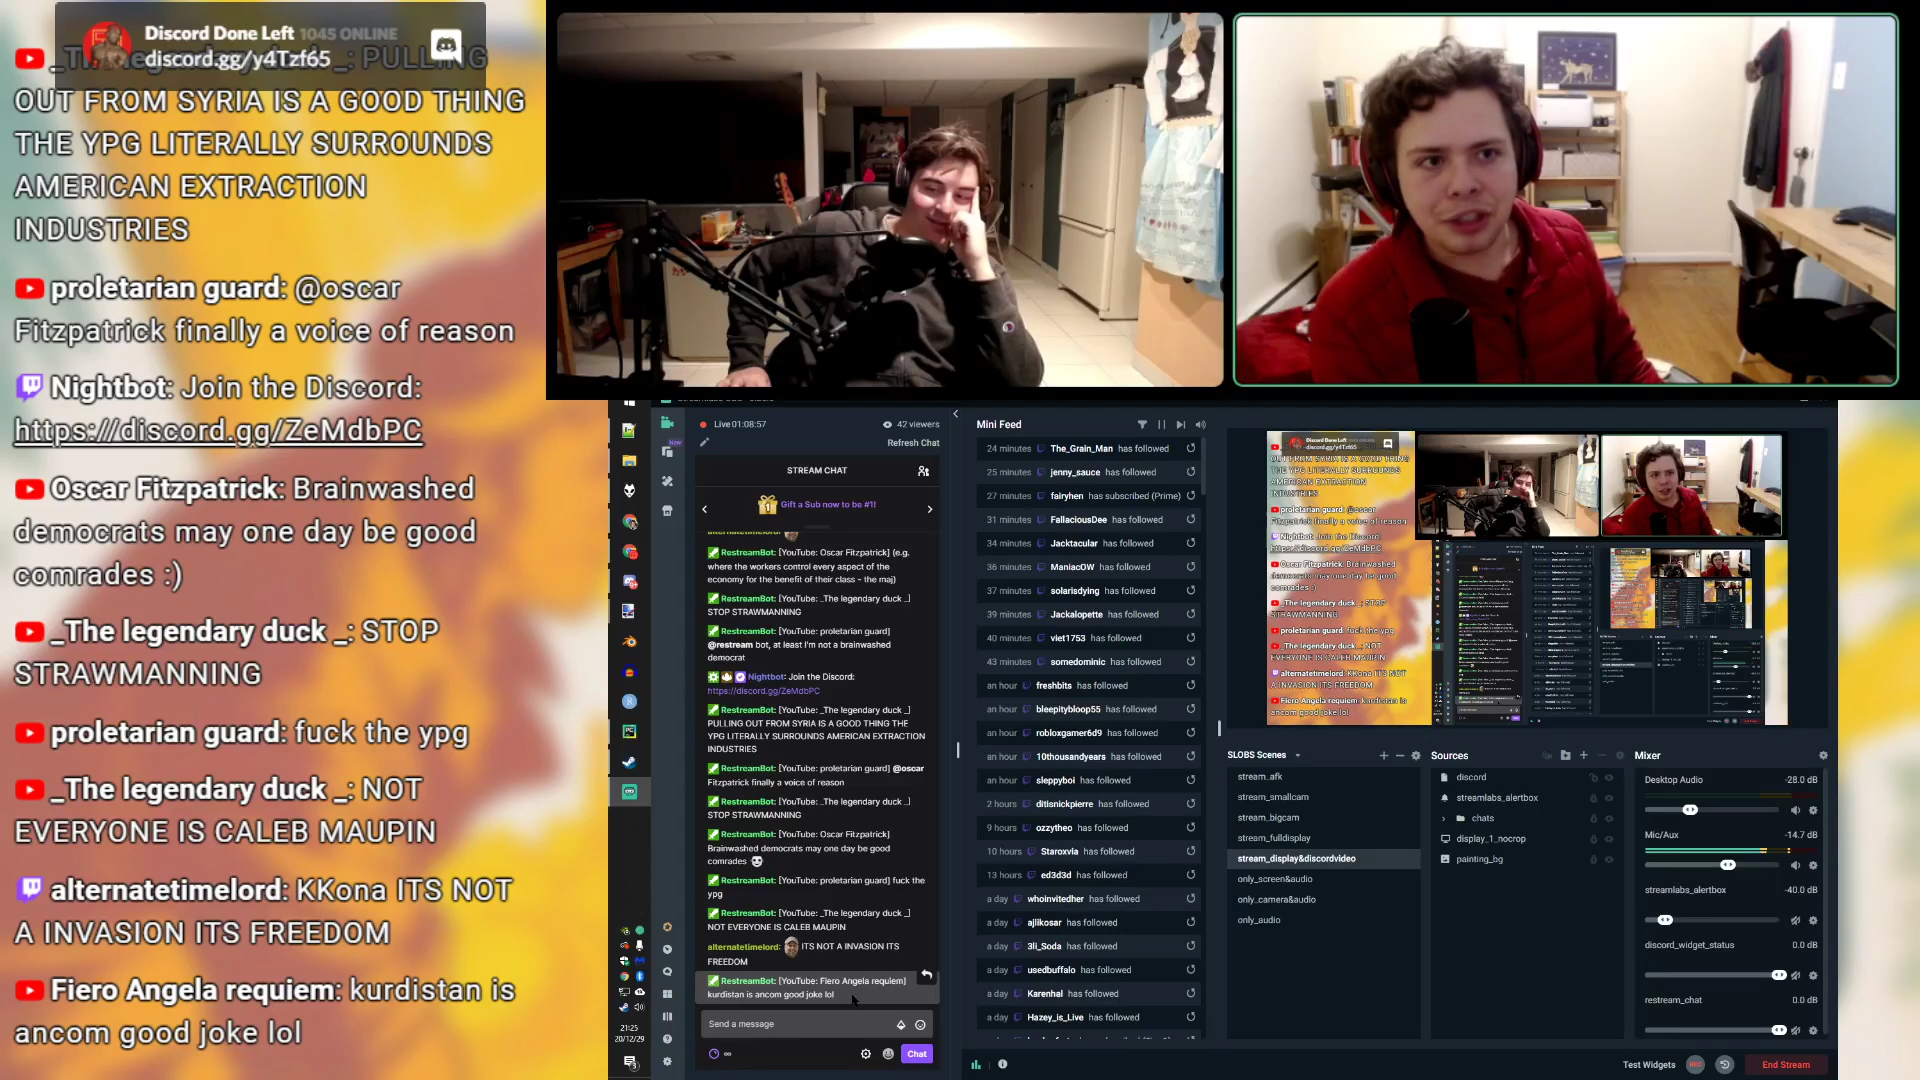 Discord Done Left 1045 ONLINE
discord.gg/y4Tzf65
PULLING
OUT FROM SYRIA IS A GOOD THING
THE YPG LITERALLY SURROUNDS
AMERICAN EXTRACTION
INDUSTRIES
proletarian guard: @oscar
Fitzpatrick finally a voice of reason
Nightbot: Join the Discord:
https://discord.gg/ZeMdbPC
Oscar Fitzpatrick: Brainwashed
democrats may one day be good
comrades :)
_The legendary duck _: STOP
STRAWMANNING
proletarian guard: fuck the ypg
_The legendary duck _: NOT
EVERYONE IS CALEB MAUPIN
alternatetimelord: KKona ITS NOT
A INVASION ITS FREEDOM
Fiero Angela requiem: kurdistan is
ancom good joke lol
Live 01:08:57
42 viewers
Refresh Chat
New
STREAM CHAT
Gift a Sub now to be #1!
RestreamBot: [YouTube: Oscar Fitzpatrick] (e.g.
where the workers control every aspect of the
economy for the benefit of their class - the maj)
RestreamBot: [YouTube: _The legendary duck _]
STOP STRAWMANNING
RestreamBot: [YouTube: proletarian guard]
@restream bot, at least I'm not a brainwashed
democrat
Nightbot: Join the Discord:
https://discord.gg/ZeMdbPC
RestreamBot: [YouTube: _The legendary duck _]
PULLING OUT FROM SYRIA IS A GOOD THING THE
YPG LITERALLY SURROUNDS AMERICAN EXTRACTION
INDUSTRIES
RestreamBot: [YouTube: proletarian guard] @oscar
Fitzpatrick finally a voice of reason
RestreamBot: [YouTube: _The legendary duck _]
STOP STRAWMANNING
RestreamBot: [YouTube: Oscar Fitzpatrick]
Brainwashed democrats may one day be good
comrades
RestreamBot: [YouTube: proletarian guard] fuck the
ypg
RestreamBot: [YouTube: _The legendary duck _]
NOT EVERYONE IS CALEB MAUPIN
alternatetimelord: ITS NOT A INVASION ITS
FREEDOM
RestreamBot: [YouTube: Fiero Angela requiem]
kurdistan is ancom good joke lol
Send a message
Chat
21:25
20/12/29
Mini Feed
24 minutes The_Grain_Man has followed
25 minutes jenny_sauce has followed
27 minutes fairyhen has subscribed (Prime)
31 minutes FallaciousDee has followed
34 minutes Jacktacular has followed
36 minutes ManiacOW has followed
37 minutes solarisdying has followed
39 minutes Jackalopette has followed
40 minutes viet1753 has followed
43 minutes somedominic has followed
an hour freshbits has followed
an hour bleepitybloop55 has followed
an hour robloxgamer6d9 has followed
an hour 10thousandyears has followed
an hour sleppyboi has followed
2 hours ditisnickpierre has followed
9 hours ozzytheo has followed
10 hours Staroxvia has followed
13 hours ed3d3d has followed
a day whoinvitedher has followed
a day ajlikosar has followed
a day 3li_Soda has followed
a day usedbuffalo has followed
a day Karenhal has followed
a day Hazey_is_Live has followed
SLOBS Scenes
stream_afk
stream_smallcam
stream_bigcam
stream_fulldisplay
stream_display&discordvideo
only_screen&audio
only_camera&audio
only_audio
Sources
discord
streamlabs_alertbox
chats
display_1_nocrop
painting_bg
Mixer
Desktop Audio -28.0 dB
Mic/Aux -14.7 dB
streamlabs_alertbox -40.0 dB
discord_widget_status 0.0 dB
restream_chat 0.0 dB
Test Widgets
REC
End Stream